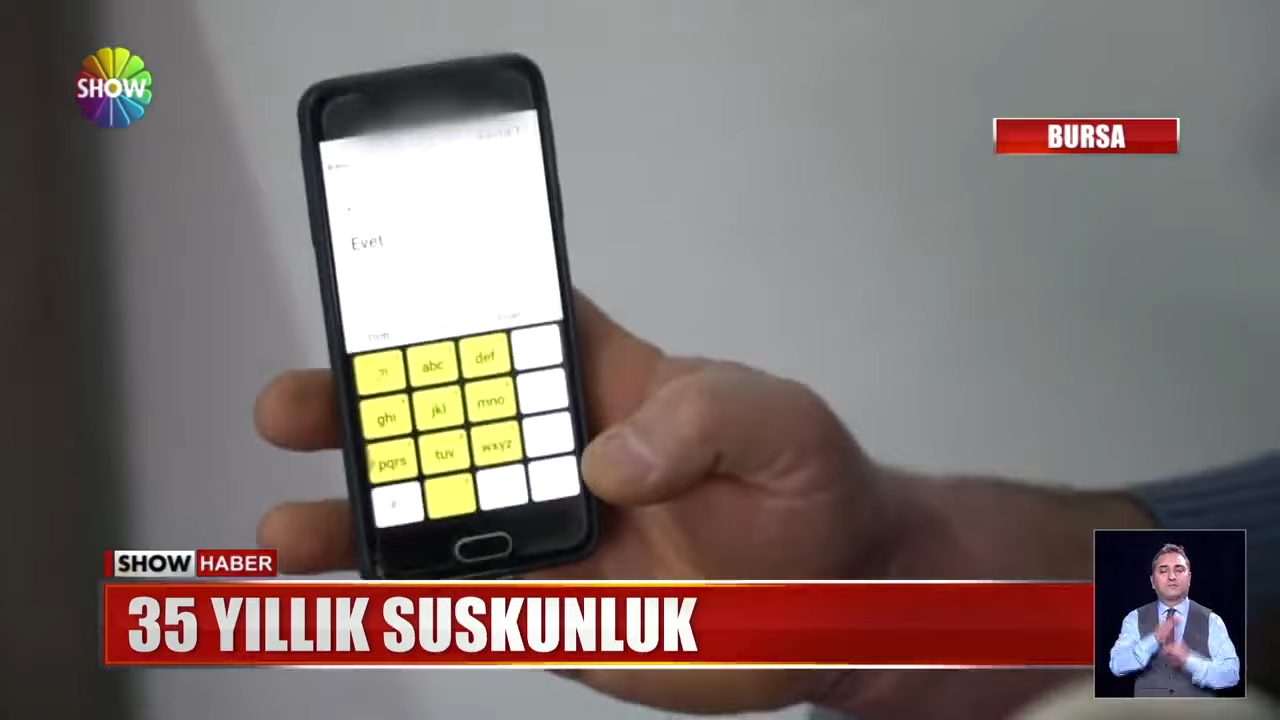 SHOW
BURSA
Evet
abc
def
ghi
jkl
mno
pqrs
tuv
wxyz
SHOW HABER
35 YILLIK SUSKUNLUK